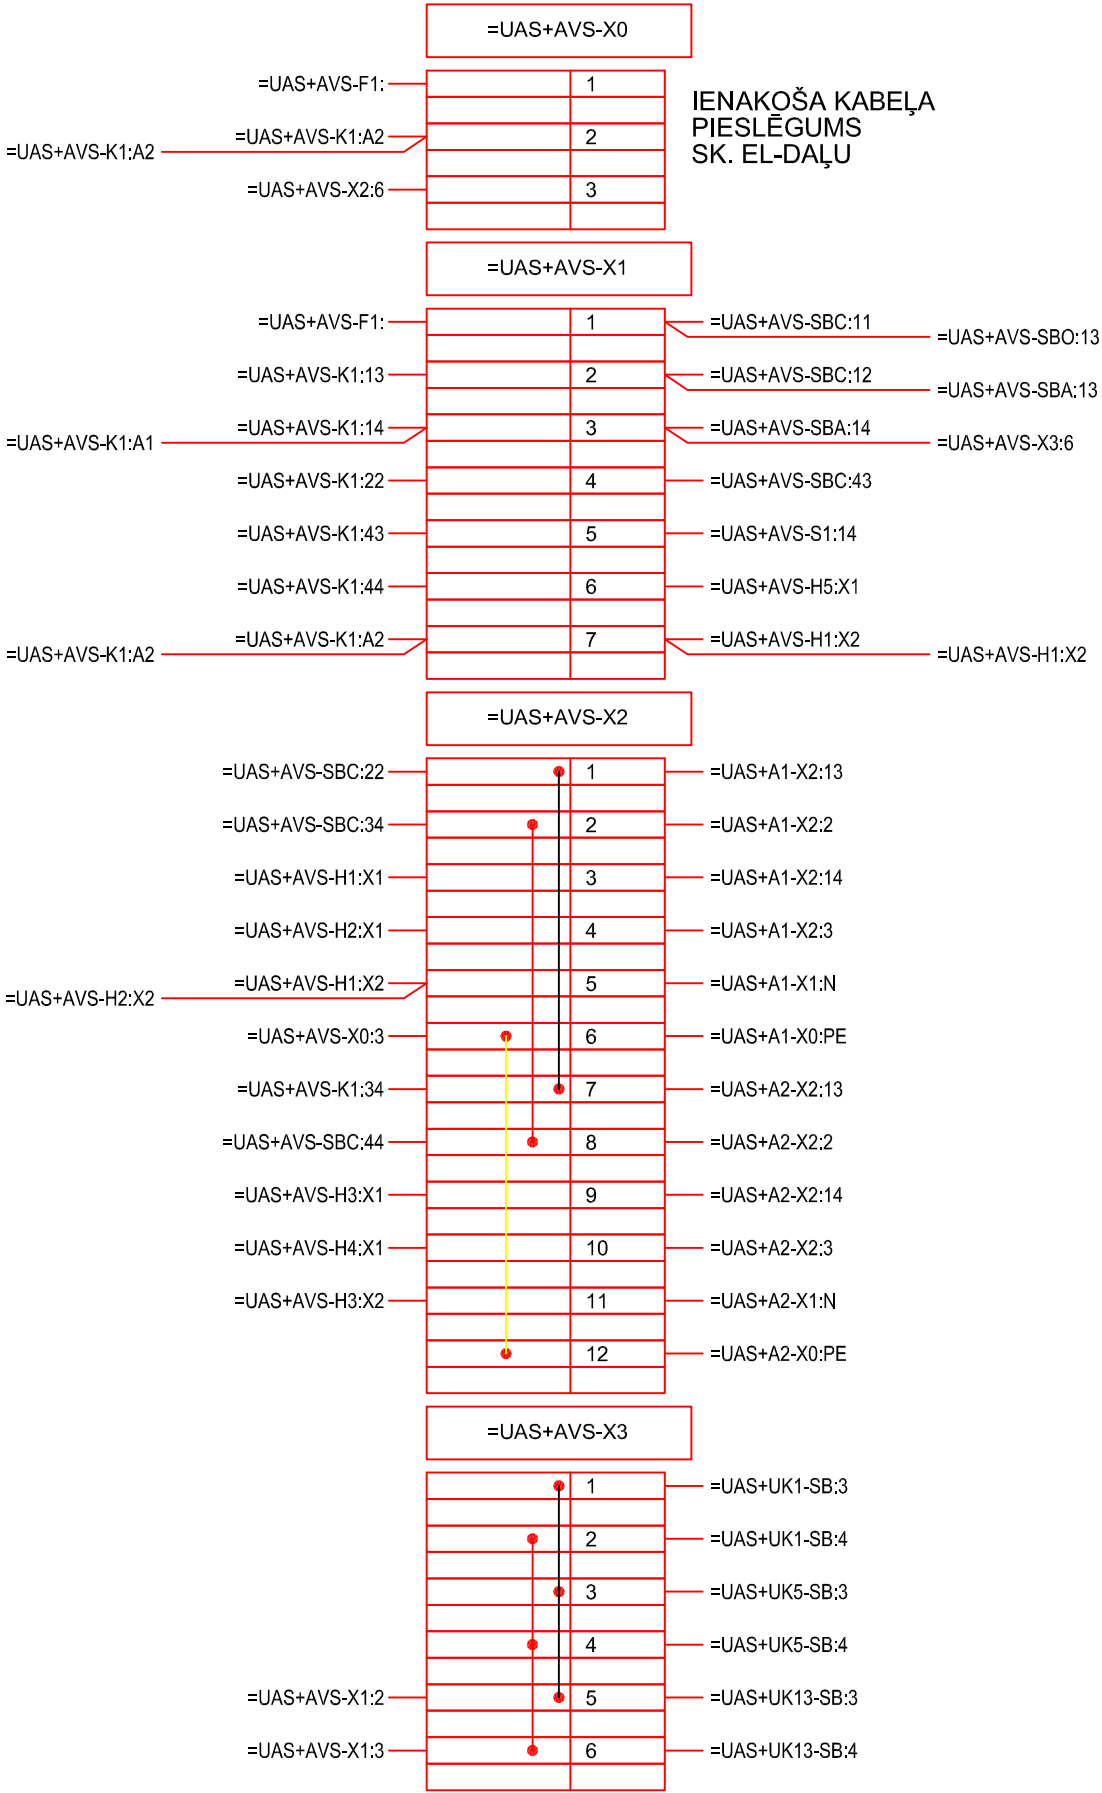 =UAS+AVS-X0
=UAS+AVS-F1: 1
=UAS+AVS-K1:A2 2
=UAS+AVS-K1:A2
=UAS+AVS-X2:6 3
IENAKOŠA KABEĻA
PIESLĒGUMS
SK. EL-DAĻU
=UAS+AVS-X1
=UAS+AVS-F1: 1 =UAS+AVS-SBC:11
=UAS+AVS-SBO:13
=UAS+AVS-K1:13 2 =UAS+AVS-SBC:12
=UAS+AVS-SBA:13
=UAS+AVS-K1:14 3 =UAS+AVS-SBA:14
=UAS+AVS-K1:A1 =UAS+AVS-X3:6
=UAS+AVS-K1:22 4 =UAS+AVS-SBC:43
=UAS+AVS-K1:43 5 =UAS+AVS-S1:14
=UAS+AVS-K1:44 6 =UAS+AVS-H5:X1
=UAS+AVS-K1:A2 7 =UAS+AVS-H1:X2
=UAS+AVS-K1:A2 =UAS+AVS-H1:X2
=UAS+AVS-X2
=UAS+AVS-SBC:22 1 =UAS+A1-X2:13
=UAS+AVS-SBC:34 2 =UAS+A1-X2:2
=UAS+AVS-H1:X1 3 =UAS+A1-X2:14
=UAS+AVS-H2:X1 4 =UAS+A1-X2:3
=UAS+AVS-H1:X2 5 =UAS+A1-X1:N
=UAS+AVS-H2:X2
=UAS+AVS-X0:3 6 =UAS+A1-X0:PE
=UAS+AVS-K1:34 7 =UAS+A2-X2:13
=UAS+AVS-SBC:44 8 =UAS+A2-X2:2
=UAS+AVS-H3:X1 9 =UAS+A2-X2:14
=UAS+AVS-H4:X1 10 =UAS+A2-X2:3
=UAS+AVS-H3:X2 11 =UAS+A2-X1:N
12 =UAS+A2-X0:PE
=UAS+AVS-X3
1 =UAS+UK1-SB:3
2 =UAS+UK1-SB:4
3 =UAS+UK5-SB:3
4 =UAS+UK5-SB:4
=UAS+AVS-X1:2 5 =UAS+UK13-SB:3
=UAS+AVS-X1:3 6 =UAS+UK13-SB:4